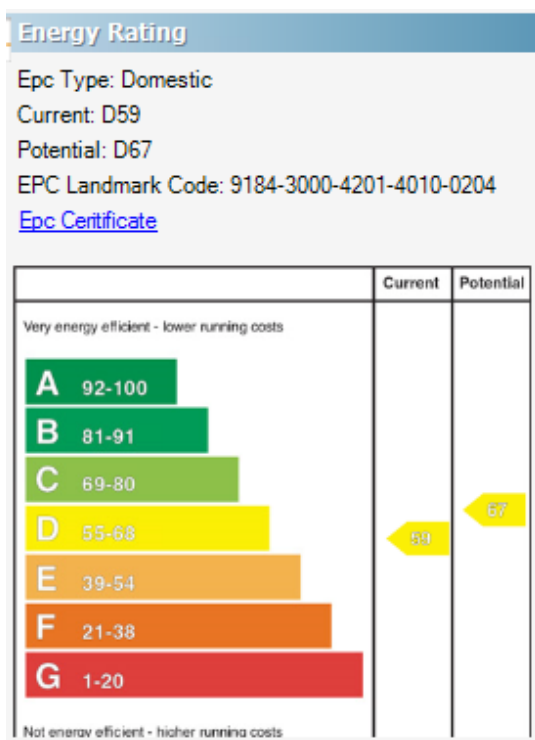 Energy Rating
Epc Type: Domestic
Current: D59
Potential: D67
EPC Landmark Code: 9184-3000-4201-4010-0204
Epc Ceritificate
Current Potential
Very energy efficient - lower running costs
A 92-100
B 81-91
C 69-80
D 55-68
E 39-54
F 21-38
G 1-20
59
67
Not energy efficient - higher running costs